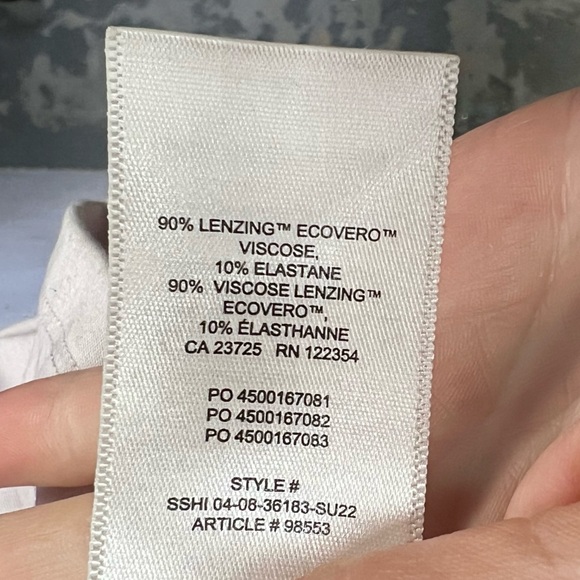 90% LENZING™ ECOVERO™
VISCOSE,
10% ELASTANE
90% VISCOSE LENZING™
ECOVERO™,
10% ÉLASTHANNE
CA 23725 RN 122354
PO 4500167081
PO 4500167082
PO 4500167083
STYLE #
SSHI 04-08-36183-SU22
ARTICLE # 98553